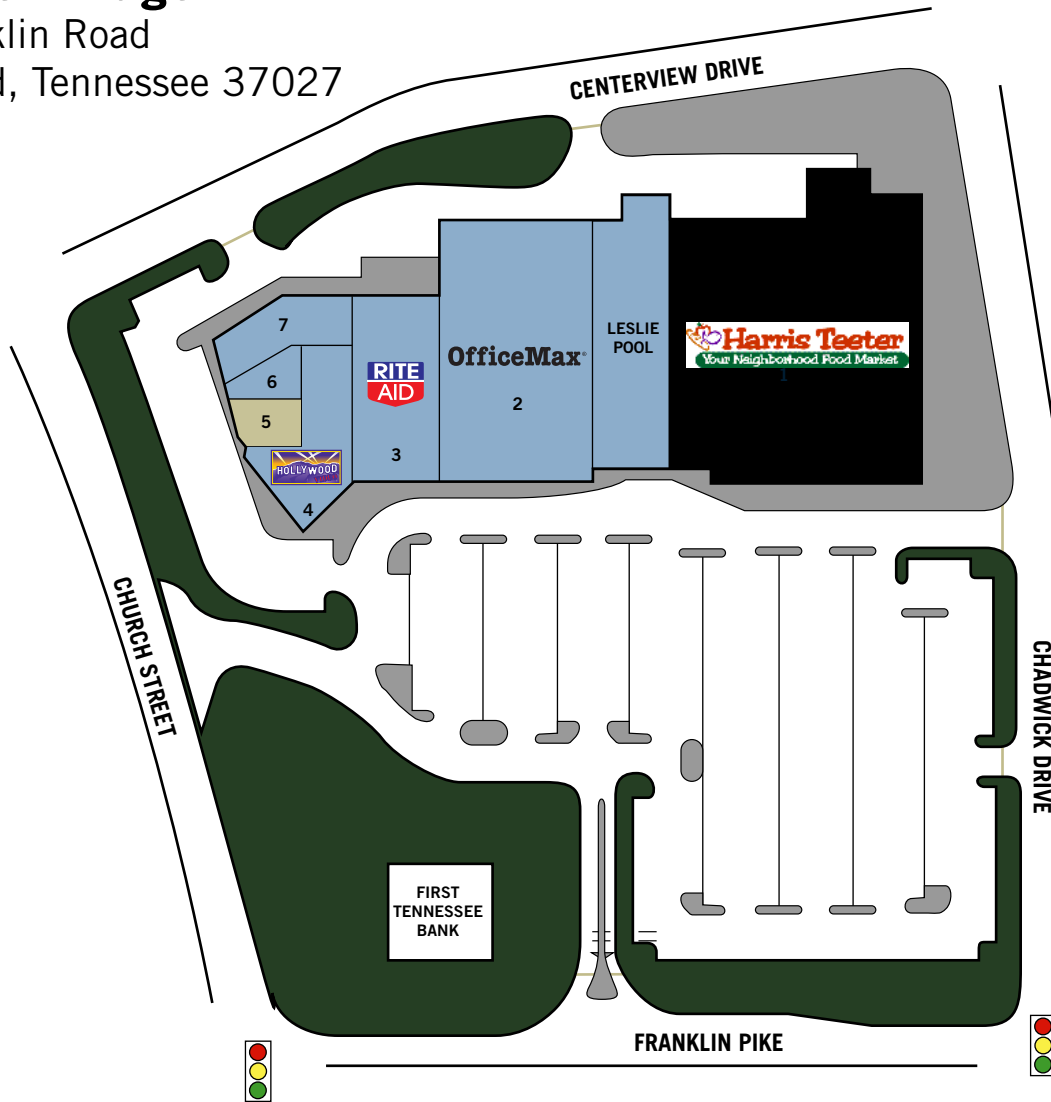 klin Road
d, Tennessee 37027
CENTERVIEW DRIVE
7
6
5
4
HOLLYWOOD
RITE
AID
3
OfficeMax
2
LESLIE
POOL
Harris Teeter
Your Neighborhood Food Market
1
CHURCH STREET
CHADWICK DRIVE
FIRST
TENNESSEE
BANK
FRANKLIN PIKE